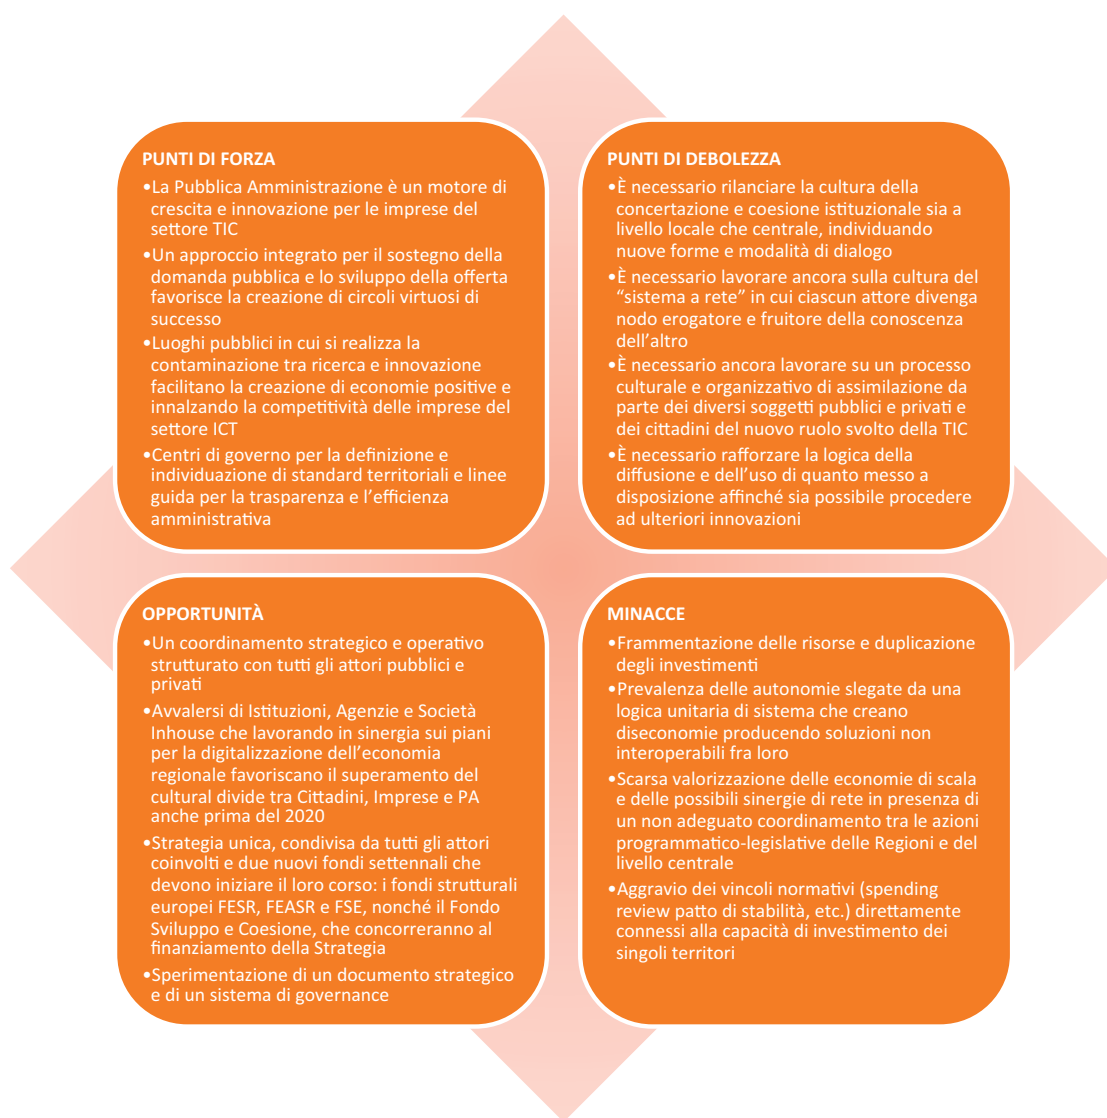 PUNTI DI FORZA
•La Pubblica Amministrazione è un motore di
crescita e innovazione per le imprese del
settore TIC
•Un approccio integrato per il sostegno della
domanda pubblica e lo sviluppo della offerta
favorisce la creazione di circoli virtuosi di
successo
•Luoghi pubblici in cui si realizza la
contaminazione tra ricerca e innovazione
facilitano la creazione di economie positive e
innalzando la competitività delle imprese del
settore ICT
•Centri di governo per la definizione e
individuazione di standard territoriali e linee
guida per la trasparenza e l’efficienza
amministrativa
PUNTI DI DEBOLEZZA
•È necessario rilanciare la cultura della
concertazione e coesione istituzionale sia a
livello locale che centrale, individuando
nuove forme e modalità di dialogo
•È necessario lavorare ancora sulla cultura del
“sistema a rete” in cui ciascun attore divenga
nodo erogatore e fruitore della conoscenza
dell’altro
•È necessario ancora lavorare su un processo
culturale e organizzativo di assimilazione da
parte dei diversi soggetti pubblici e privati e
dei cittadini del nuovo ruolo svolto della TIC
•È necessario rafforzare la logica della
diffusione e dell’uso di quanto messo a
disposizione affinché sia possibile procedere
ad ulteriori innovazioni
OPPORTUNITÀ
•Un coordinamento strategico e operativo
strutturato con tutti gli attori pubblici e
privati
•Avvalersi di Istituzioni, Agenzie e Società
Inhouse che lavorando in sinergia sui piani
per la digitalizzazione dell’economia
regionale favoriscano il superamento del
cultural divide tra Cittadini, Imprese e PA
anche prima del 2020
•Strategia unica, condivisa da tutti gli attori
coinvolti e due nuovi fondi settennali che
devono iniziare il loro corso: i fondi strutturali
europei FESR, FEASR e FSE, nonché il Fondo
Sviluppo e Coesione, che concorreranno al
finanziamento della Strategia
•Sperimentazione di un documento strategico
e di un sistema di governance
MINACCE
•Frammentazione delle risorse e duplicazione
degli investimenti
•Prevalenza delle autonomie slegate da una
logica unitaria di sistema che creano
diseconomie producendo soluzioni non
interoperabili fra loro
•Scarsa valorizzazione delle economie di scala
e delle possibili sinergie di rete in presenza di
un non adeguato coordinamento tra le azioni
programmatico-legislative delle Regioni e del
livello centrale
•Aggravio dei vincoli normativi (spending
review patto di stabilità, etc.) direttamente
connessi alla capacità di investimento dei
singoli territori